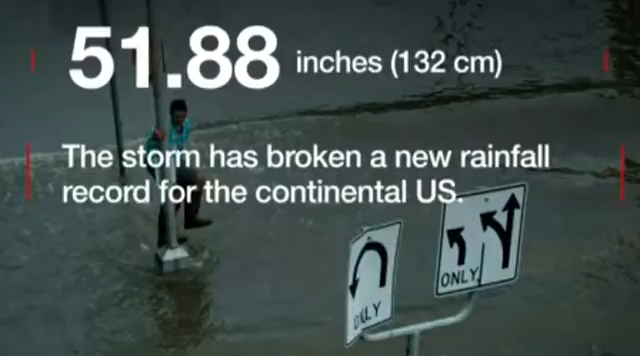 51.88 inches (132 cm)
The storm has broken a new rainfall
record for the continental US.
ONLY
ONLY